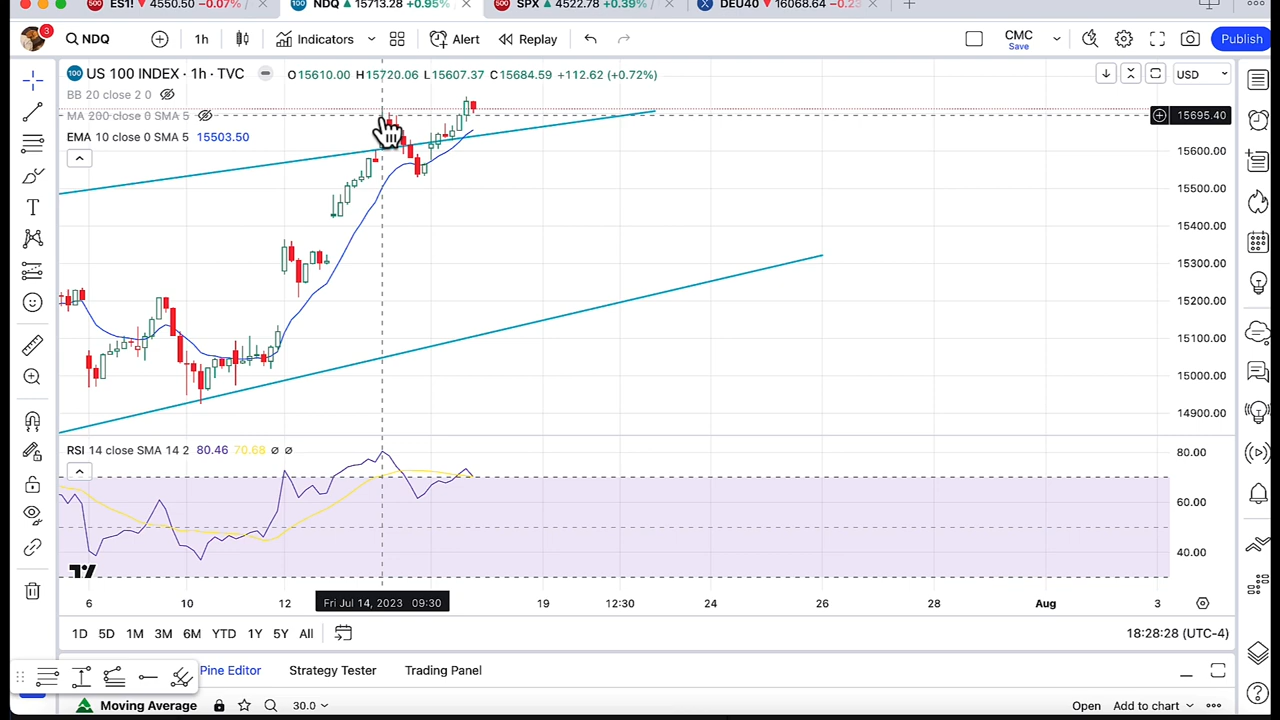 ES1! ▼ 4550.50 −0.07% / NDQ ▲ 15713.28 +0.95% SPX ▲ 4522.78 +0.39% / DEU40 ▼ 16068.64
3 NDQ 1h Indicators Alert Replay CMC Save Publish
100 US 100 INDEX · 1h · TVC O15610.00 H15720.06 L15607.37 C15684.59 +112.62 (+0.72%) USD
BB 20 close 2 0
MA 200 close 0 SMA 5
15695.40
EMA 10 close 0 SMA 5 15503.50
15600.00
15500.00
15400.00
15300.00
15200.00
15100.00
15000.00
14900.00
RSI 14 close SMA 14 2 80.46 70.68 ∅ ∅
80.00
60.00
40.00
6 10 12 Fri Jul 14, 2023 09:30 19 12:30 24 26 28 Aug 3
1D 5D 1M 3M 6M YTD 1Y 5Y All 18:28:28 (UTC-4)
Pine Editor Strategy Tester Trading Panel
Moving Average 30.0 Open Add to chart